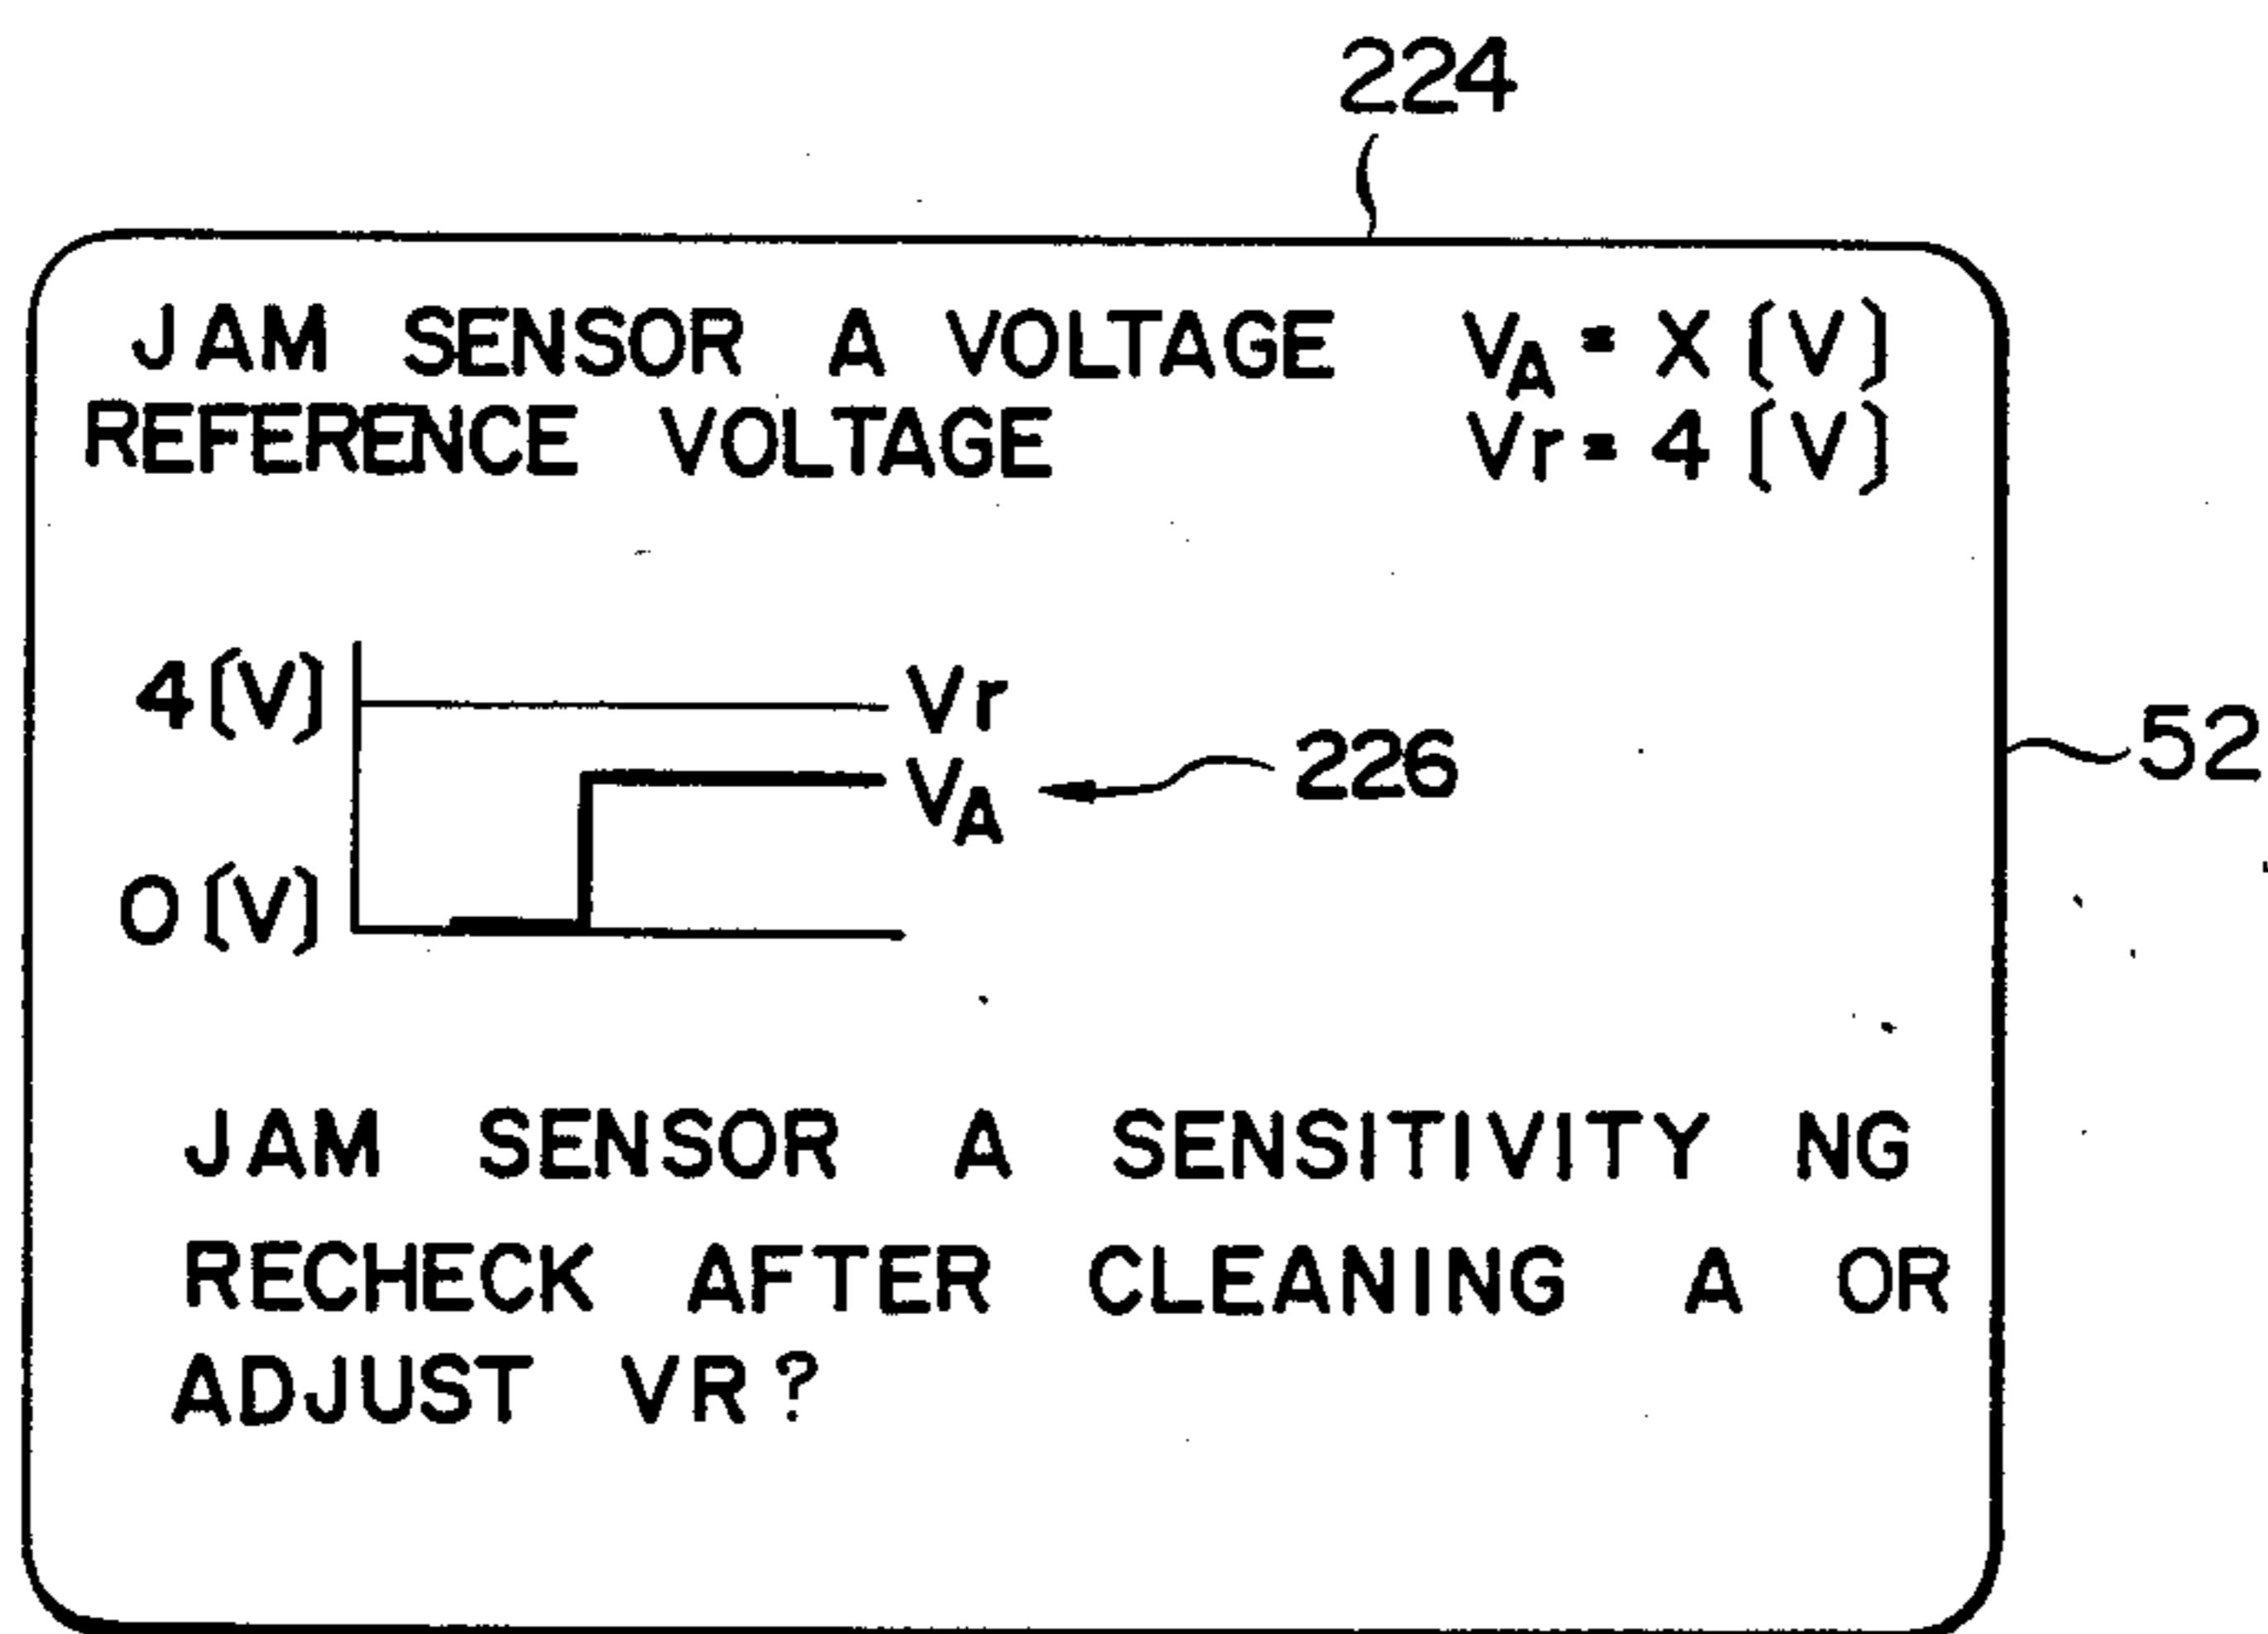 224
JAM SENSOR A VOLTAGE VA = X [V]
REFERENCE VOLTAGE Vr = 4 [V]
4 [V] Vr
VA 226
52
0 [V]
JAM SENSOR A SENSITIVITY NG
RECHECK AFTER CLEANING A OR
ADJUST VR?